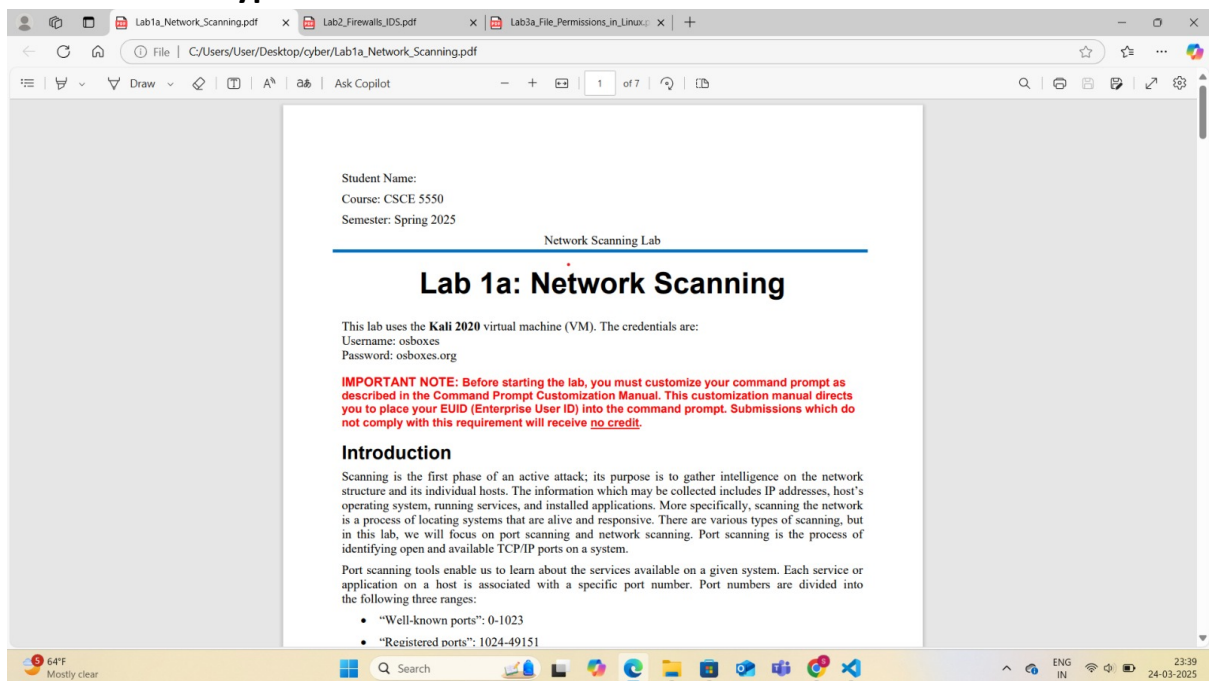 Lab1a_Network_Scanning.pdf
Lab2_Firewalls_IDS.pdf
Lab3a_File_Permissions_in_Linux.p
File
C:/Users/User/Desktop/cyber/Lab1a_Network_Scanning.pdf
Draw
Ask Copilot
1
of 7
Student Name:
Course: CSCE 5550
Semester: Spring 2025
Network Scanning Lab
Lab 1a: Network Scanning
This lab uses the Kali 2020 virtual machine (VM). The credentials are:
Username: osboxes
Password: osboxes.org
IMPORTANT NOTE: Before starting the lab, you must customize your command prompt as
described in the Command Prompt Customization Manual. This customization manual directs
you to place your EUID (Enterprise User ID) into the command prompt. Submissions which do
not comply with this requirement will receive no credit.
Introduction
Scanning is the first phase of an active attack; its purpose is to gather intelligence on the network
structure and its individual hosts. The information which may be collected includes IP addresses, host’s
operating system, running services, and installed applications. More specifically, scanning the network
is a process of locating systems that are alive and responsive. There are various types of scanning, but
in this lab, we will focus on port scanning and network scanning. Port scanning is the process of
identifying open and available TCP/IP ports on a system.
Port scanning tools enable us to learn about the services available on a given system. Each service or
application on a host is associated with a specific port number. Port numbers are divided into
the following three ranges:
• “Well-known ports”: 0-1023
• “Registered ports”: 1024-49151
5
64°F
Mostly clear
Search
ENG
IN
23:39
24-03-2025